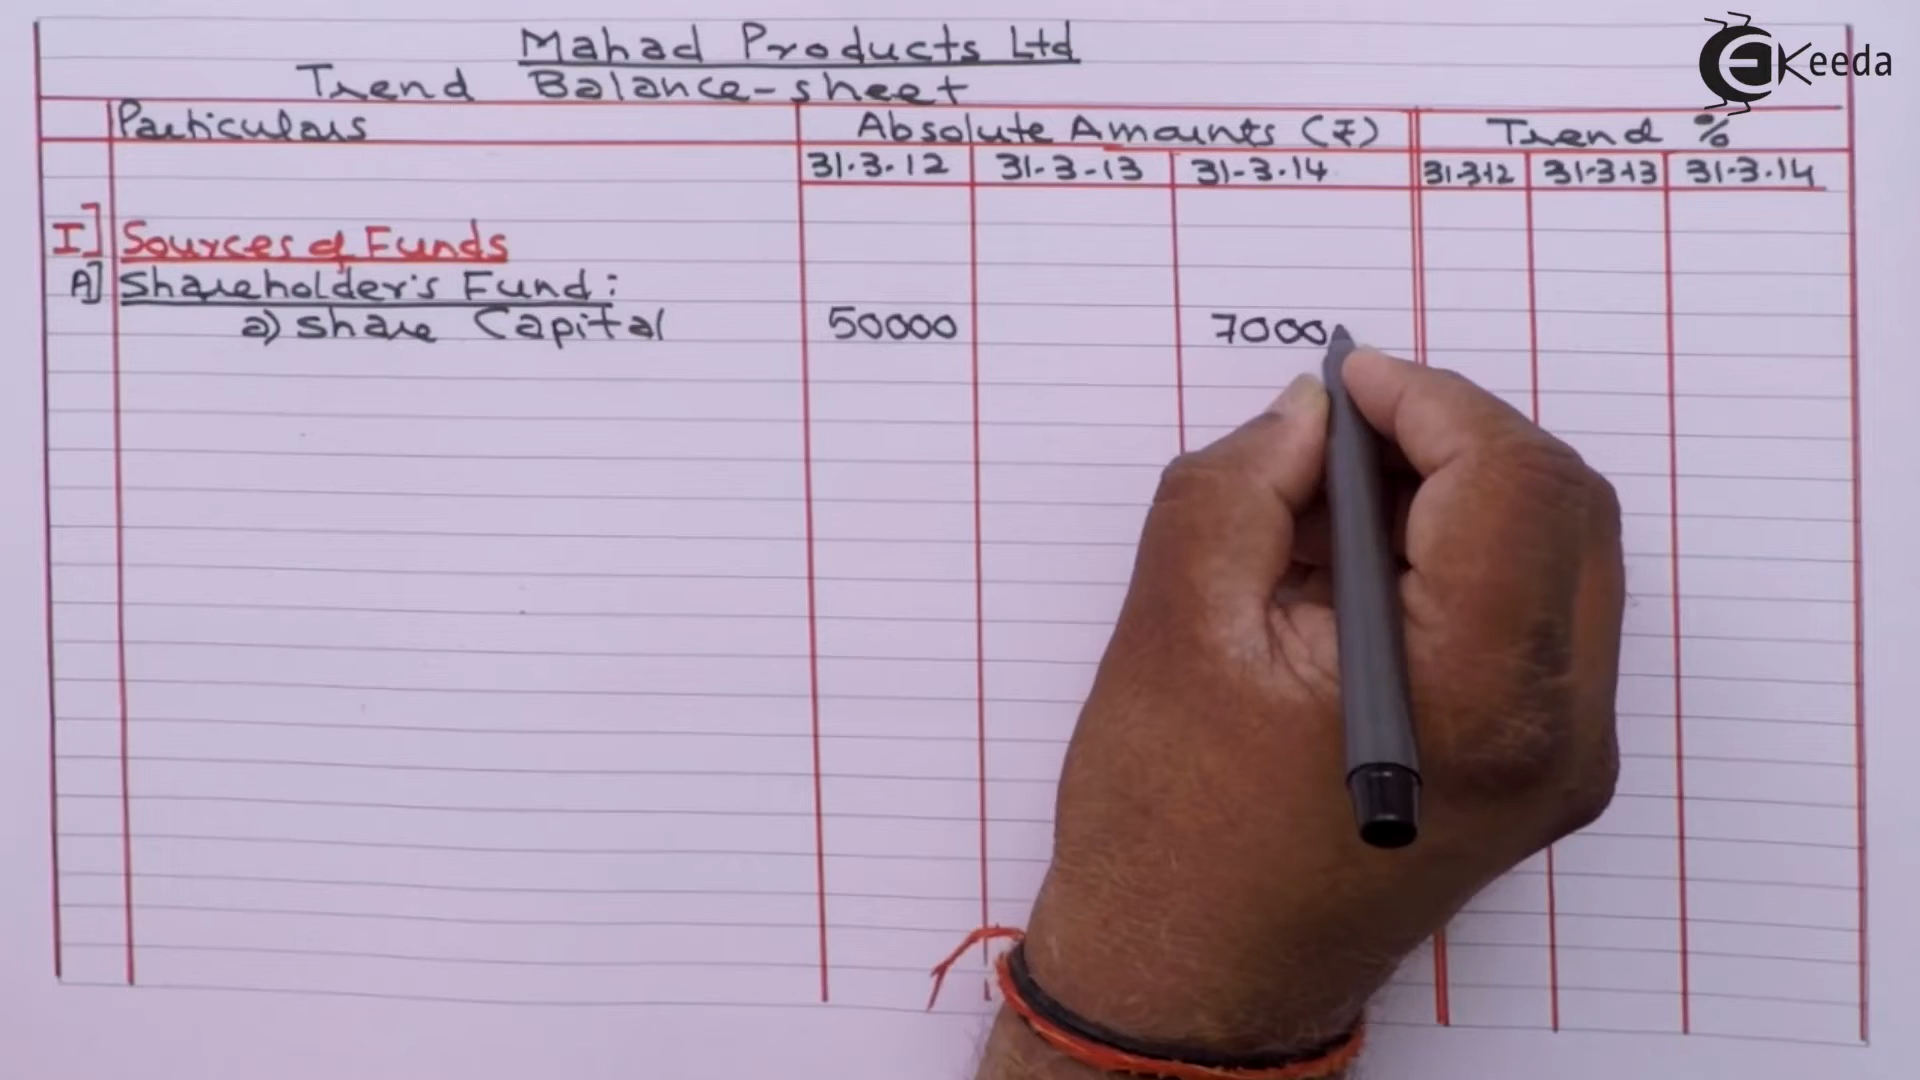 Mahad Products Ltd
Trend Balance-sheet
Particulars Absolute Amounts (₹) Trend %
31.3.12 31-3-13 31-3.14 31-3-12 31-3-13 31-3.14
I] Sources of Funds
A] Shareholder's Fund:
a) Share Capital 50000 7000
EKeeda